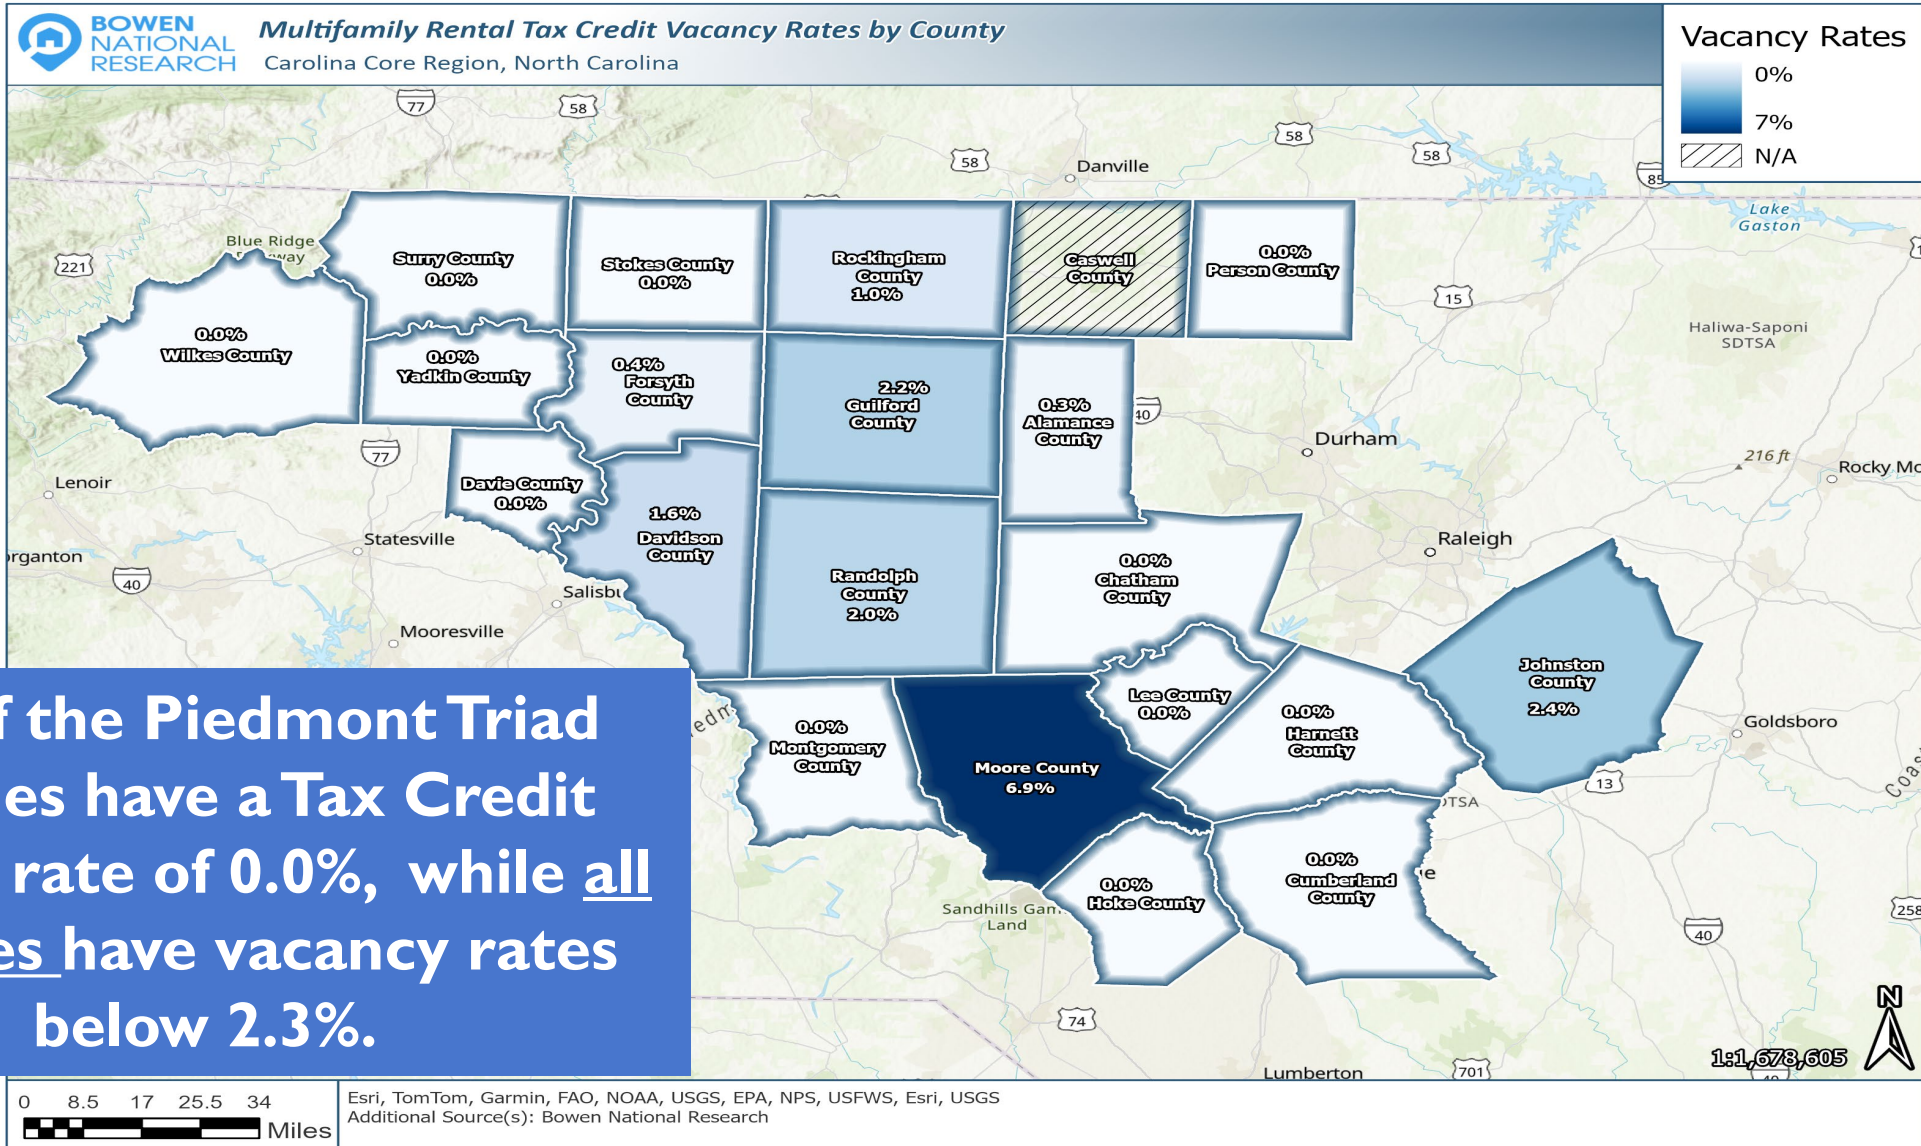 BOWEN
NATIONAL
RESEARCH
Multifamily Rental Tax Credit Vacancy Rates by County
Carolina Core Region, North Carolina
Vacancy Rates
0%
7%
N/A
77
58
58
58
58
Danville
85
Lake
Gaston
Blue Ridge
221
Surry County
0.0%
Stokes County
0.0%
Rockingham
County
1.0%
Caswell
County
0.0%
Person County
15
Haliwa-Saponi
SDTSA
0.0%
Wilkes County
0.0%
Yadkin County
0.4%
Forsyth
County
2.2%
Guilford
County
0.3%
Alamance
County
40
Durham
216 ft
Rocky Mo
77
Lenoir
Davie County
0.0%
1.6%
Davidson
County
Statesville
Raleigh
rganton
40
Salisbu
Randolph
County
2.0%
0.0%
Chatham
County
Mooresville
Johnston
County
2.4%
Lee County
0.0%
0.0%
Harnett
County
Goldsboro
edm
0.0%
Montgomery
County
Moore County
6.9%
13
Coas
DTSA
f the Piedmont Triad
es have a Tax Credit
rate of 0.0%, while all
es have vacancy rates
below 2.3%.
0.0%
Hoke County
0.0%
Cumberland
County
e
Sandhills Gam
Land
258
40
74
N
1:1,678,605
Lumberton
701
40
0 8.5 17 25.5 34
Miles
Esri, TomTom, Garmin, FAO, NOAA, USGS, EPA, NPS, USFWS, Esri, USGS
Additional Source(s): Bowen National Research